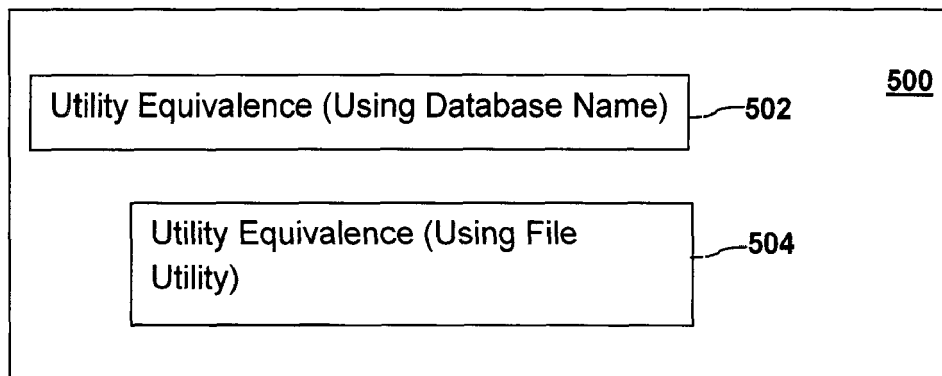 500
Utility Equivalence (Using Database Name)
502
Utility Equivalence (Using File
Utility)
504